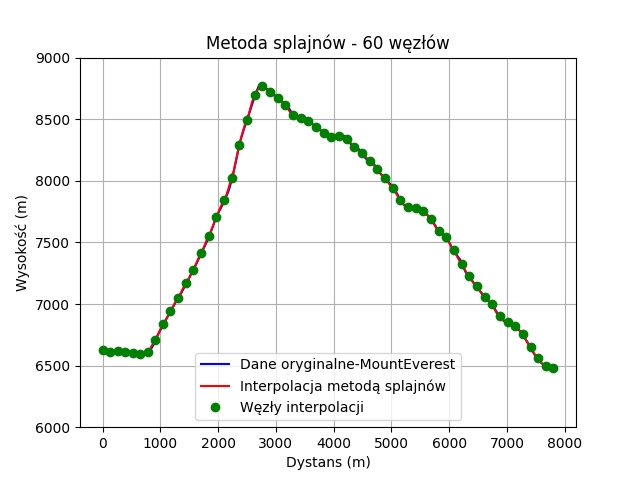 Metoda splajnów - 60 węzłów
9000
8500
8000
7500
7000
6500
6000
Wysokość (m)
0 1000 2000 3000 4000 5000 6000 7000 8000
Dystans (m)
Dane oryginalne-MountEverest
Interpolacja metodą splajnów
Węzły interpolacji